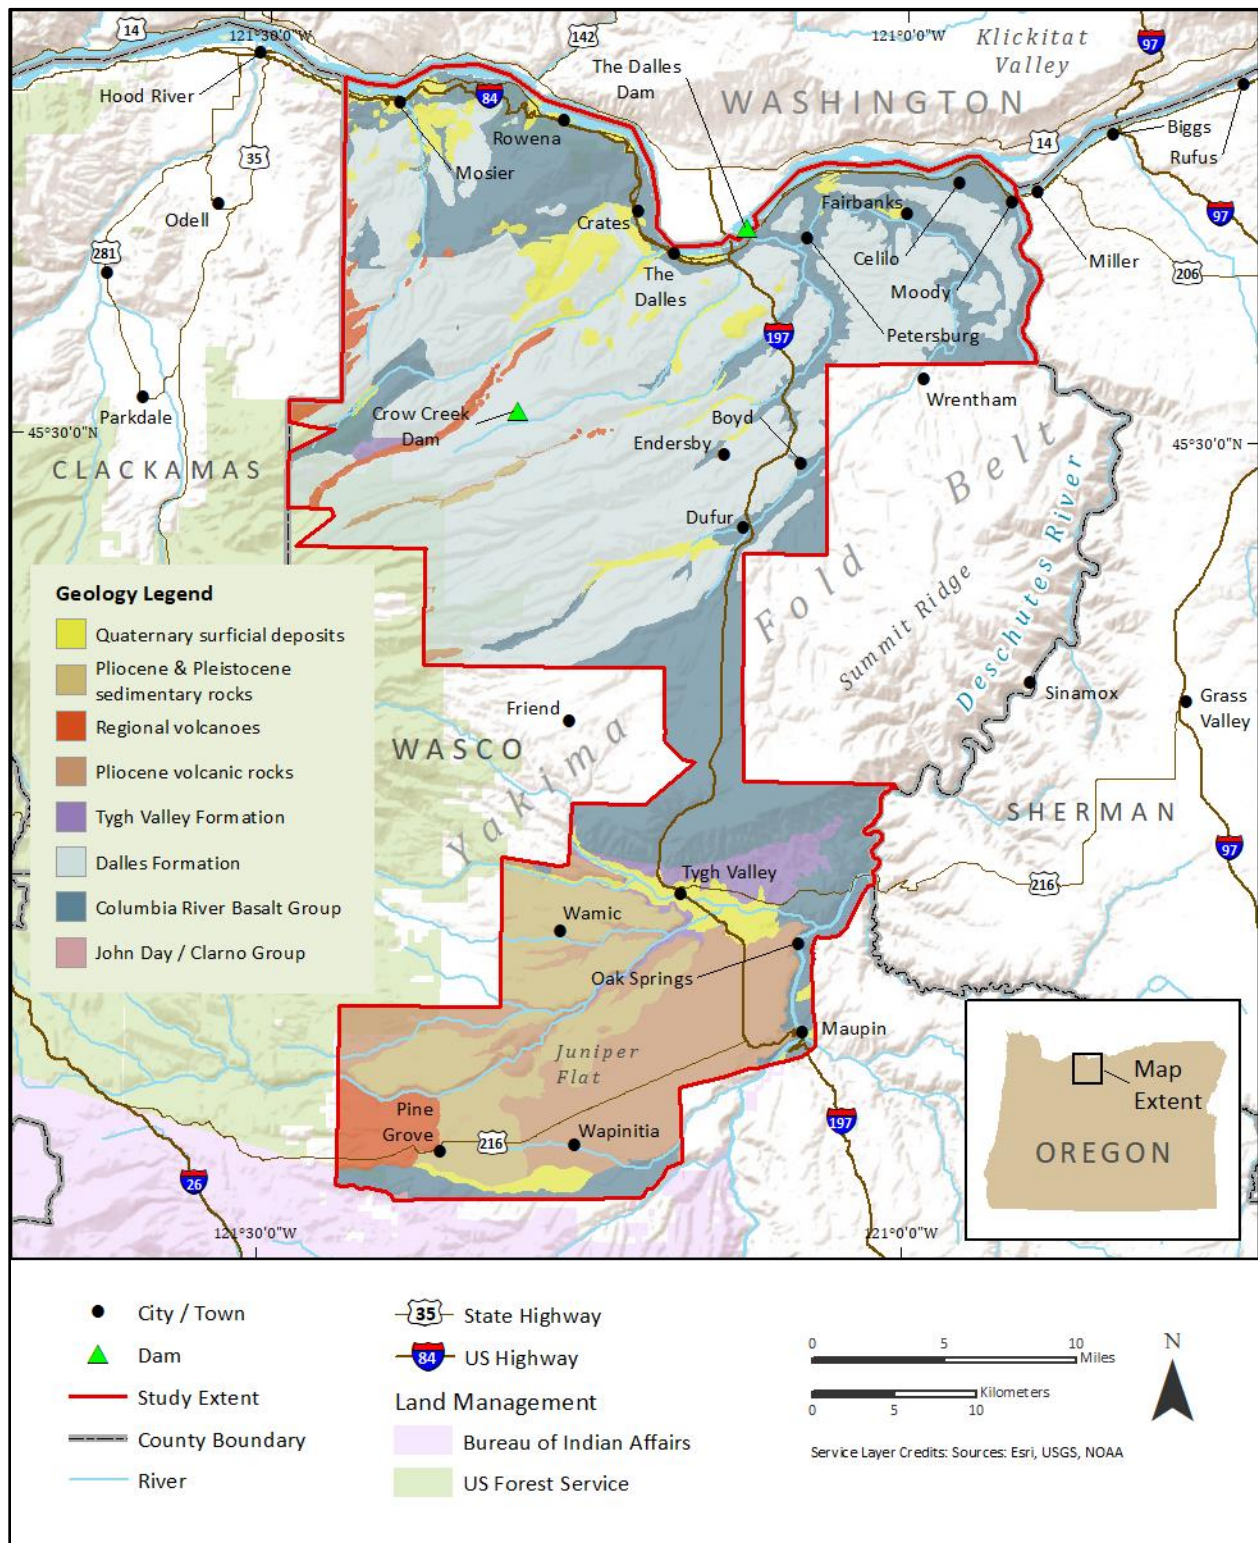 14
121°30'0"W
142
121°0'0"W
Klickitat
Valley
97
The Dalles
Dam
Hood River
84
WASHINGTON
Rowena
14
Biggs
Rufus
35
Mosier
Odell
Crates
Fairbanks
97
281
The
Dalles
Celilo
Miller
206
Moody
197
Petersburg
Parkdale
Crow Creek
Dam
Boyd
Wrentham
45°30'0"N
45°30'0"N
CLACKAMAS
Endersby
Dufur
Yakima Fold Belt
Summit Ridge
Deschutes River
Geology Legend
Quaternary surficial deposits
Pliocene & Pleistocene
sedimentary rocks
Regional volcanoes
Pliocene volcanic rocks
Tygh Valley Formation
Dalles Formation
Columbia River Basalt Group
John Day / Clarno Group
Sinamox
Grass
Valley
Friend
WASCO
SHERMAN
97
Tygh Valley
216
Wamic
Oak Springs
Maupin
Juniper
Flat
Pine
Grove
216
Wapinitia
197
26
Map
Extent
OREGON
121°30'0"W
121°0'0"W
City / Town
Dam
Study Extent
County Boundary
River
35
State Highway
84
US Highway
Land Management
Bureau of Indian Affairs
US Forest Service
0 5 10
Miles
Kilometers
0 5 10
N
Service Layer Credits: Sources: Esri, USGS, NOAA